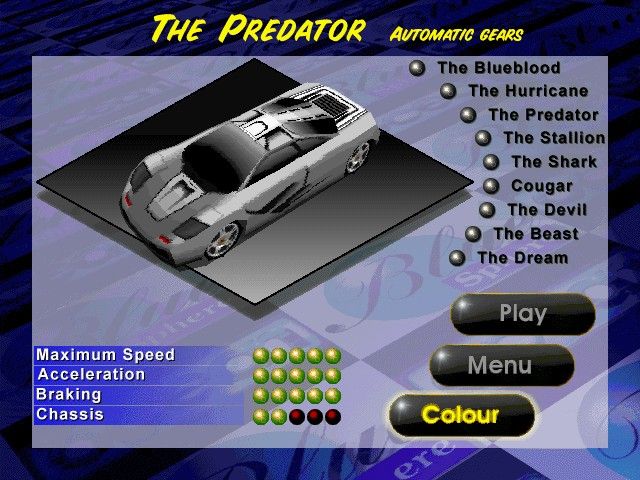 The Predator Automatic gears
The Blueblood
The Hurricane
The Predator
The Stallion
The Shark
Cougar
The Devil
The Beast
The Dream
Play
Menu
Colour
Maximum Speed
Acceleration
Braking
Chassis